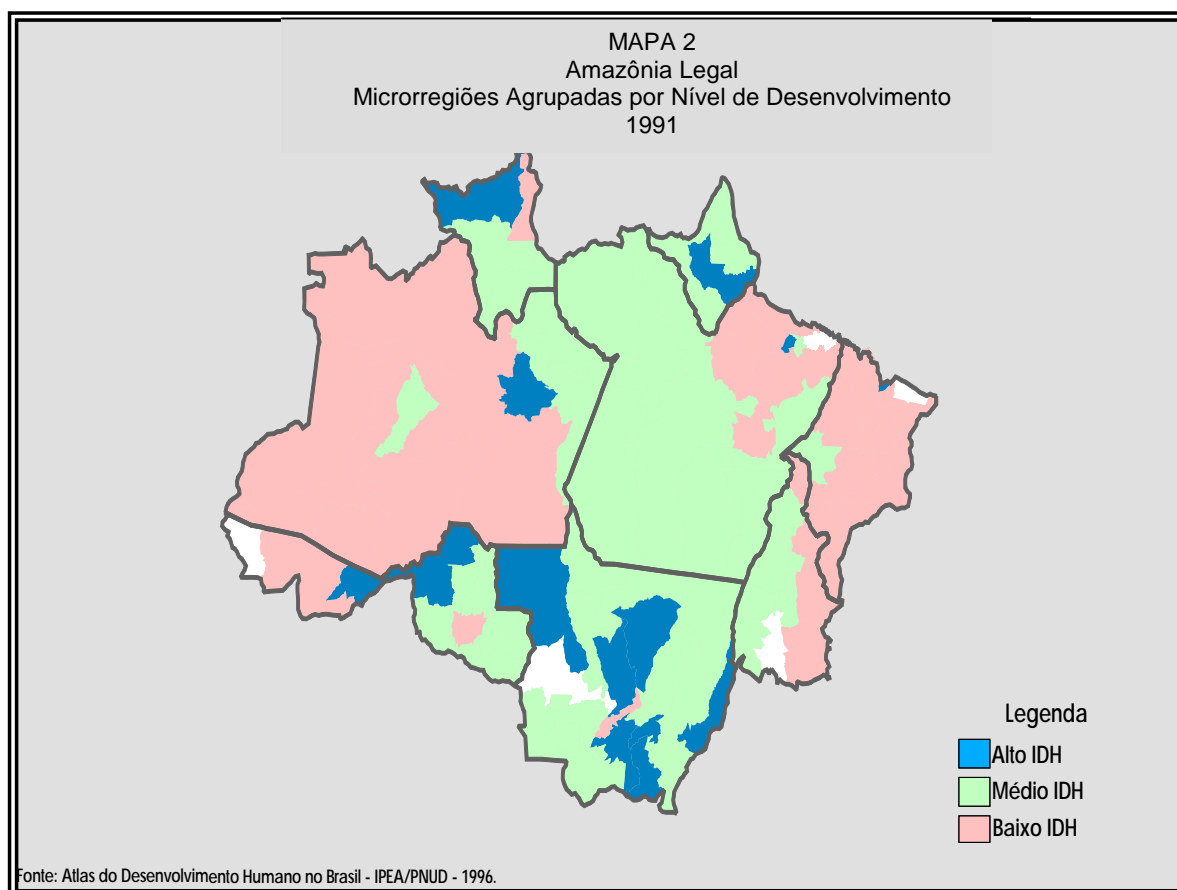 MAPA 2
Amazônia Legal
Microrregiões Agrupadas por Nível de Desenvolvimento
1991
Legenda
Alto IDH
Médio IDH
Baixo IDH
Fonte: Atlas do Desenvolvimento Humano no Brasil - IPEA/PNUD - 1996.